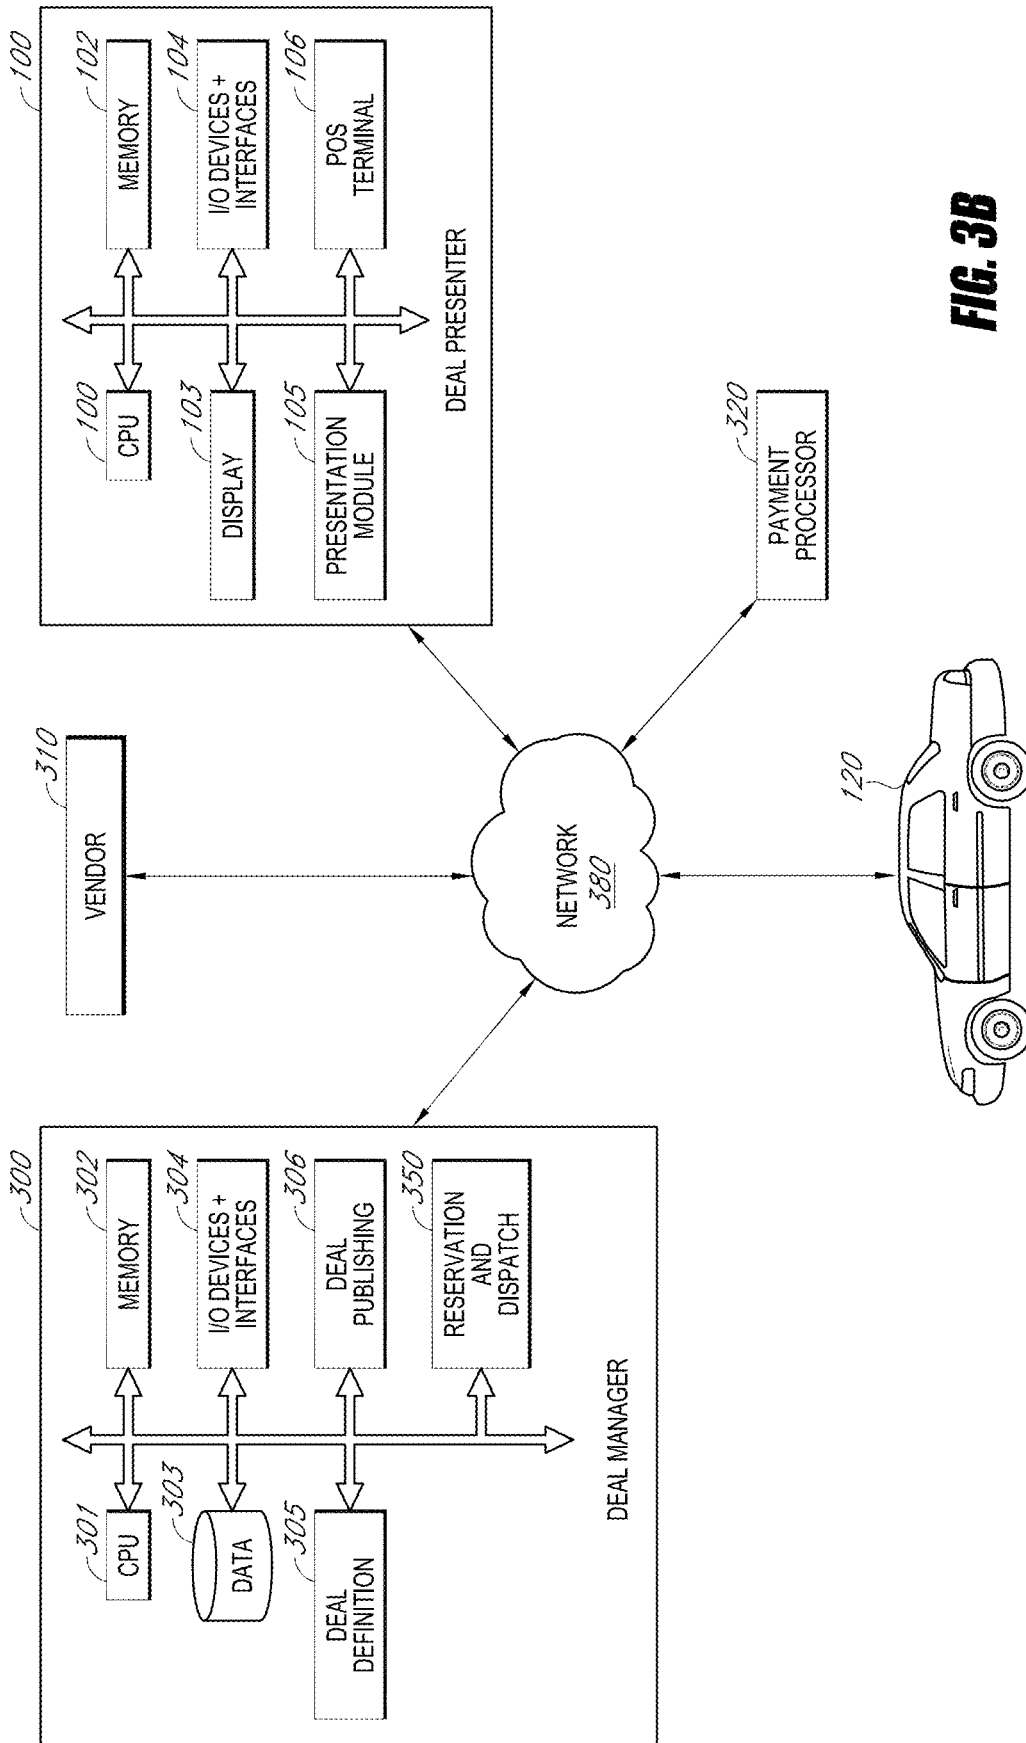 300
301
CPU
302
MEMORY
303
DATA
304
I/O DEVICES +
INTERFACES
305
DEAL
DEFINITION
306
DEAL
PUBLISHING
350
RESERVATION
AND
DISPATCH
DEAL MANAGER
310
VENDOR
NETWORK
380
120
100
100
CPU
102
MEMORY
103
DISPLAY
104
I/O DEVICES +
INTERFACES
105
PRESENTATION
MODULE
106
POS
TERMINAL
DEAL PRESENTER
320
PAYMENT
PROCESSOR
FIG. 3B